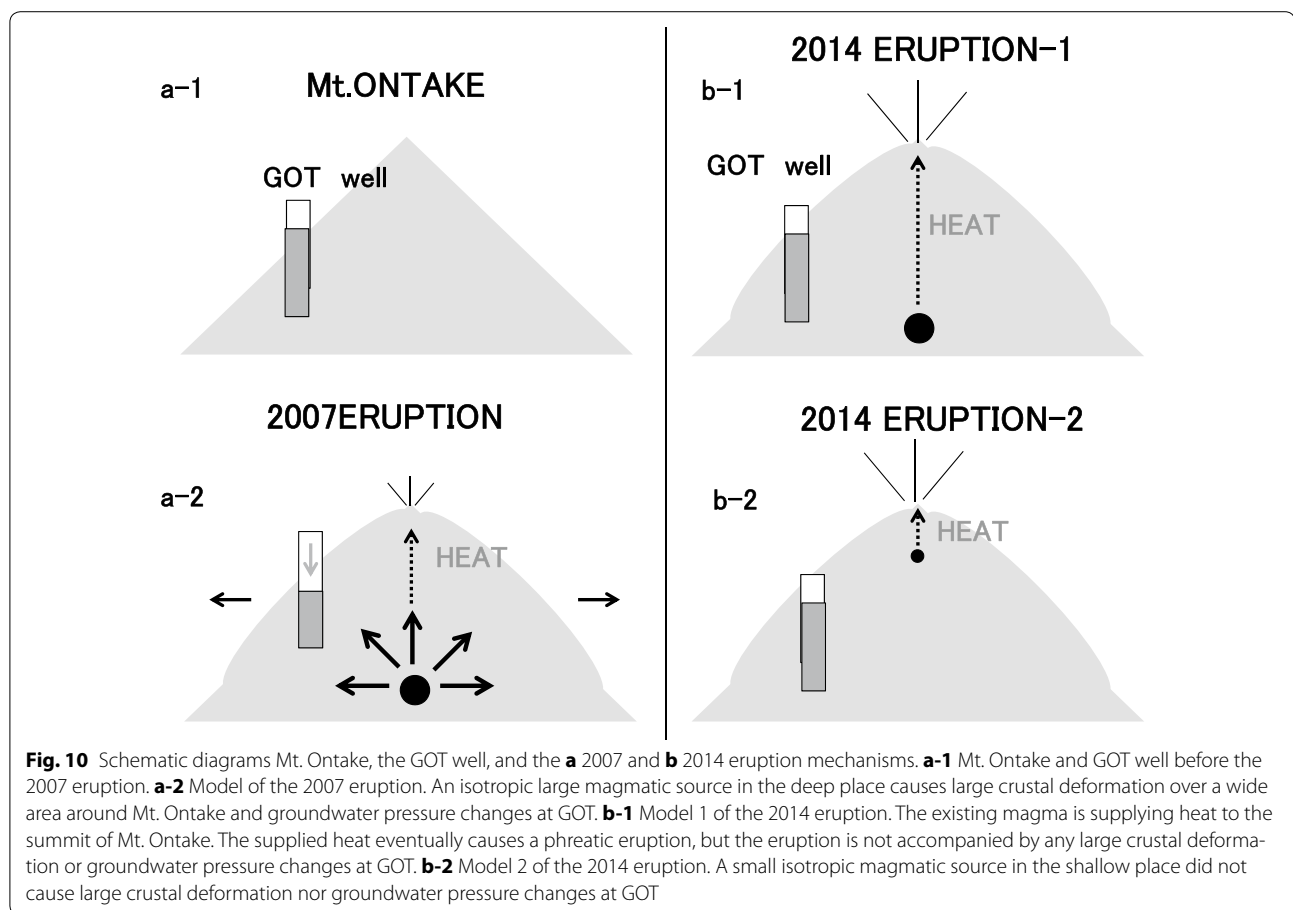 a-1
Mt.ONTAKE
GOT well
2007ERUPTION
a-2
HEAT
2014 ERUPTION-1
b-1
GOT well
HEAT
2014 ERUPTION-2
b-2
HEAT
Fig. 10 Schematic diagrams Mt. Ontake, the GOT well, and the a 2007 and b 2014 eruption mechanisms. a-1 Mt. Ontake and GOT well before the
2007 eruption. a-2 Model of the 2007 eruption. An isotropic large magmatic source in the deep place causes large crustal deformation over a wide
area around Mt. Ontake and groundwater pressure changes at GOT. b-1 Model 1 of the 2014 eruption. The existing magma is supplying heat to the
summit of Mt. Ontake. The supplied heat eventually causes a phreatic eruption, but the eruption is not accompanied by any large crustal deforma-
tion or groundwater pressure changes at GOT. b-2 Model 2 of the 2014 eruption. A small isotropic magmatic source in the shallow place did not
cause large crustal deformation nor groundwater pressure changes at GOT